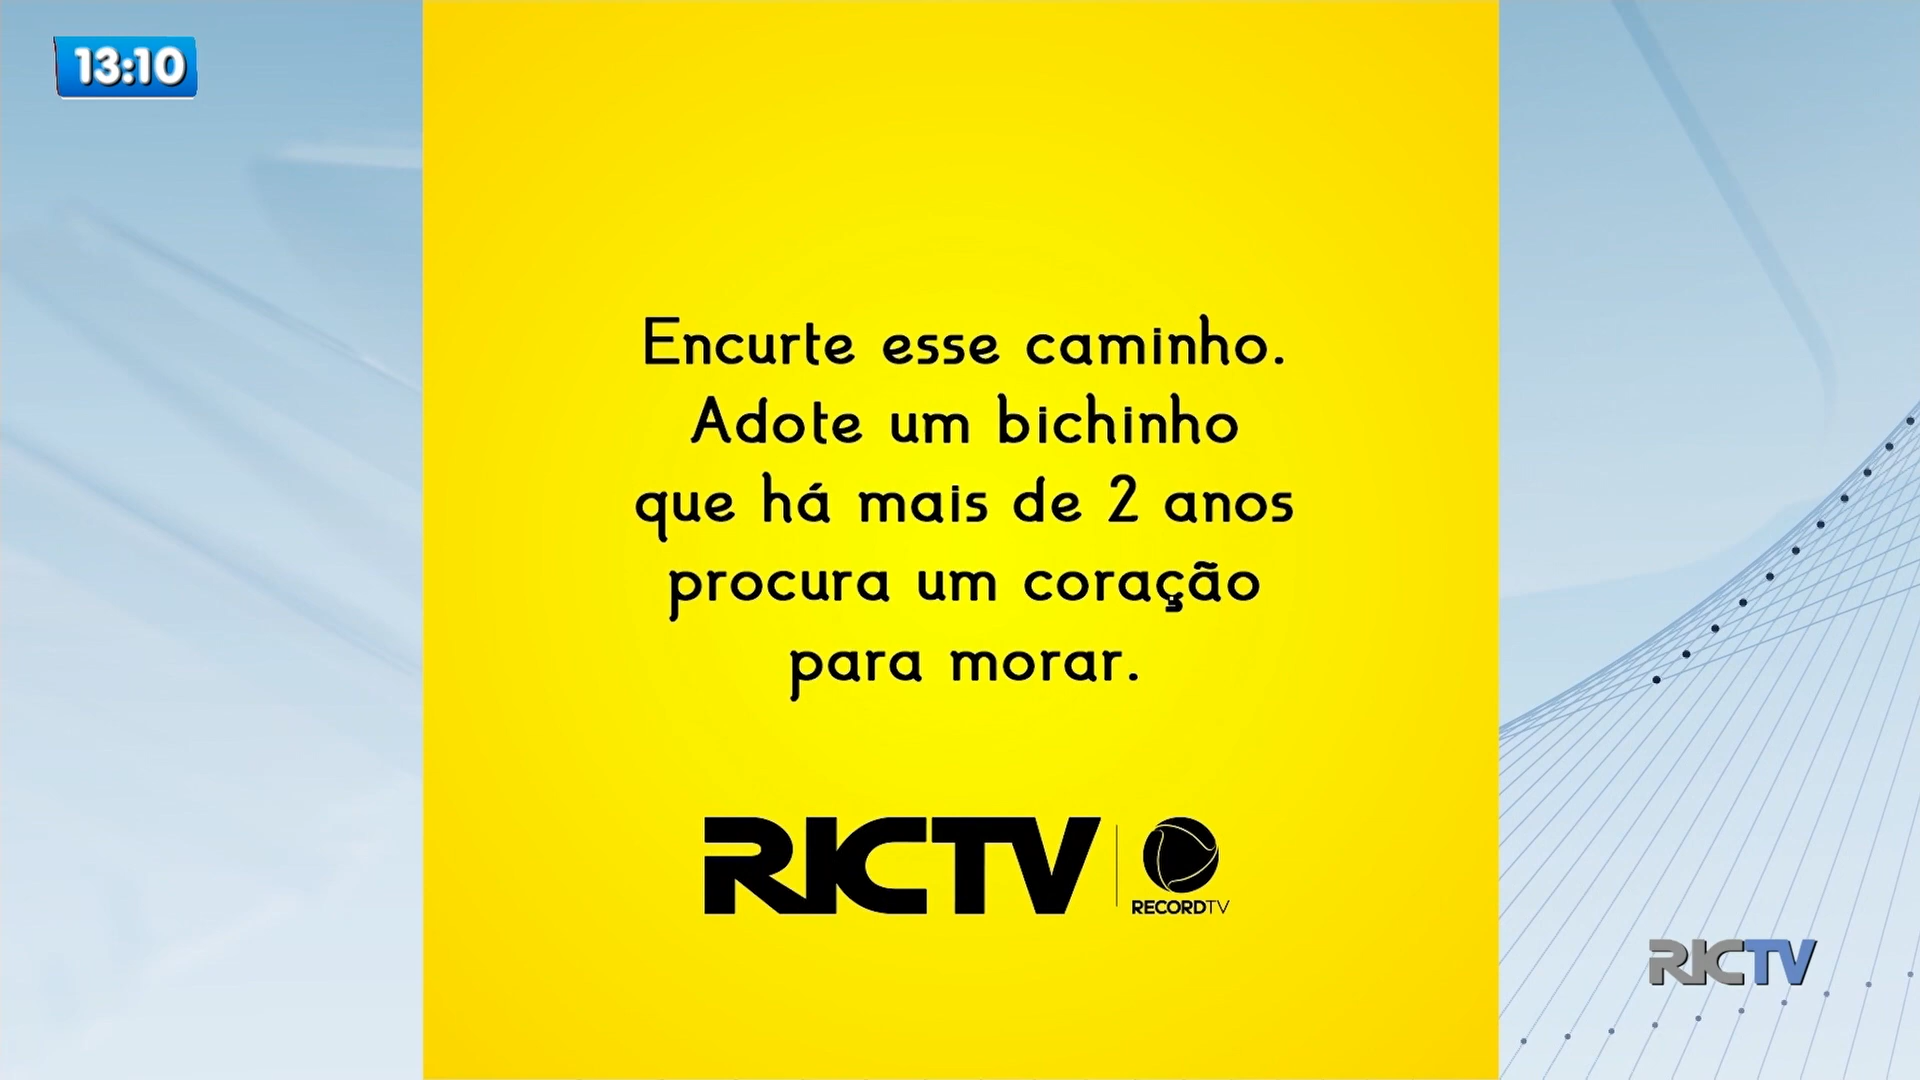 13:10
Encurte esse caminho.
Adote um bichinho
que há mais de 2 anos
procura um coração
para morar.
RICTV
RECORDTV
RICTV